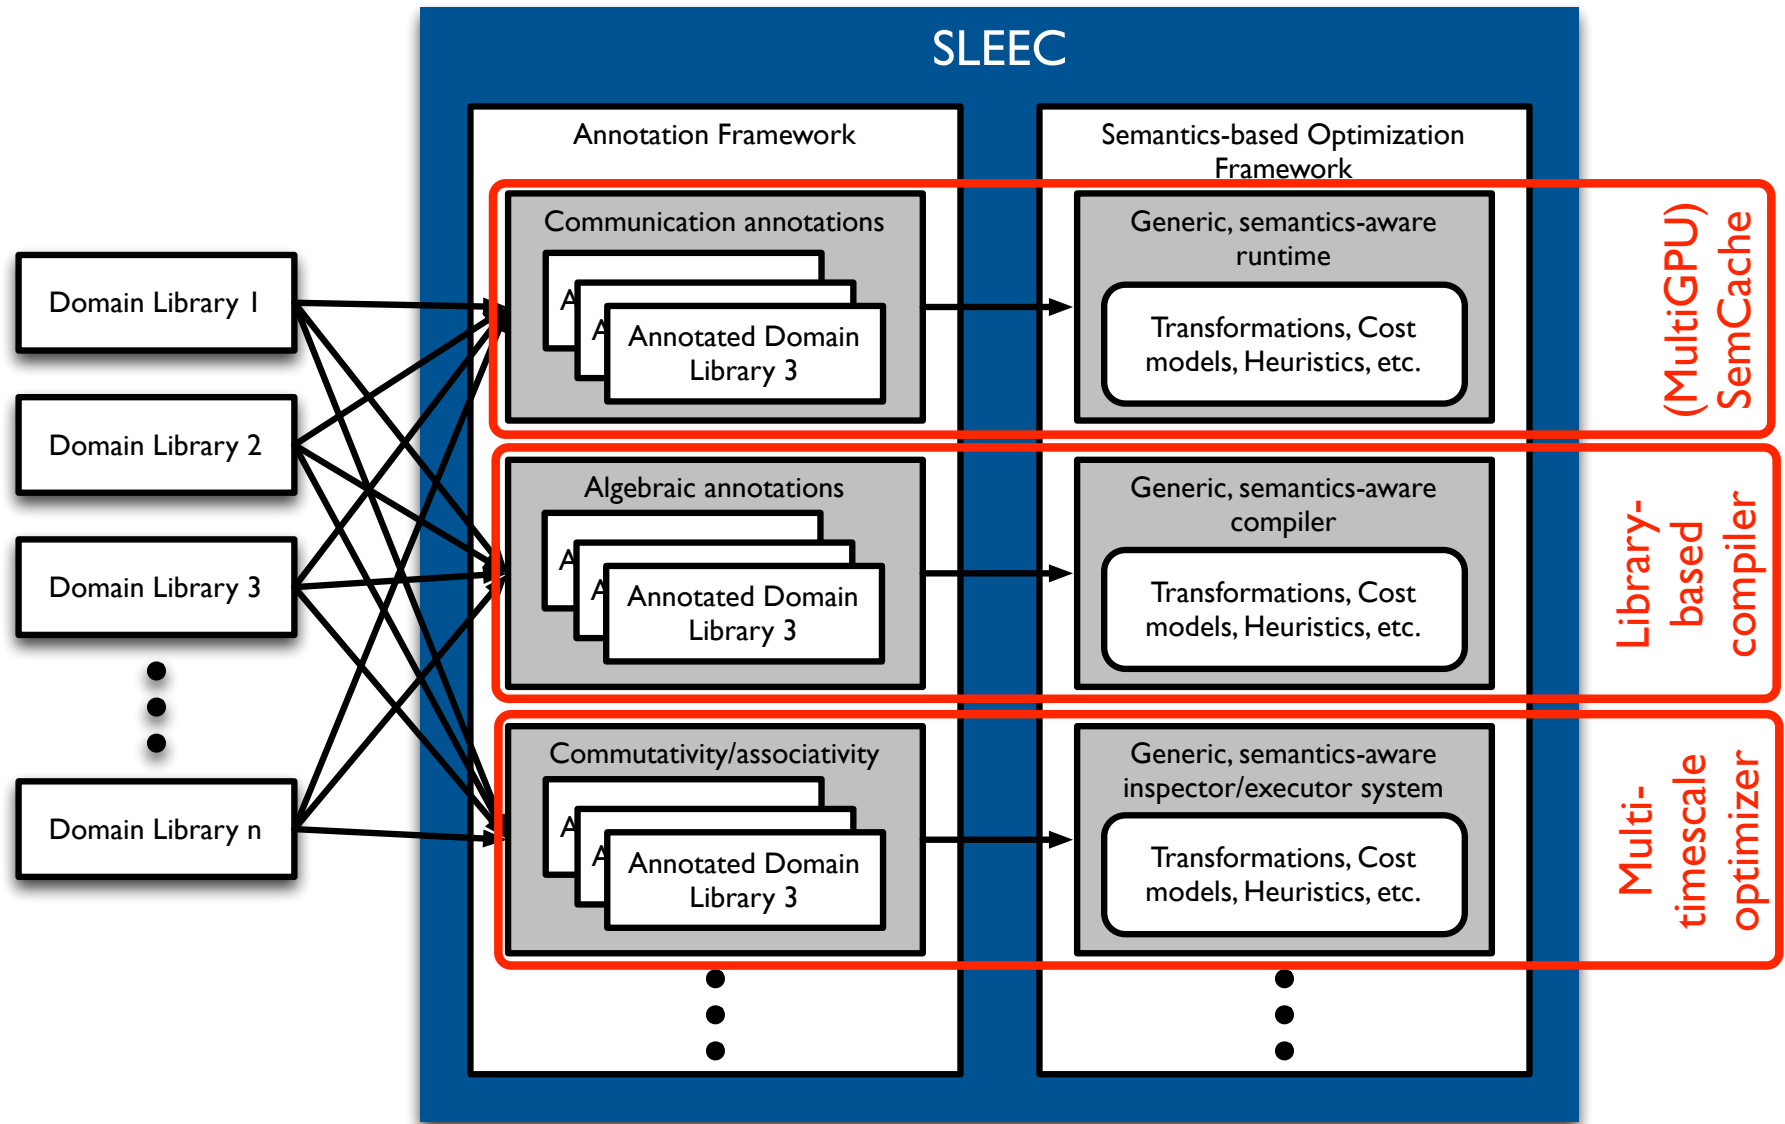 SLEEC
Annotation Framework
Semantics-based Optimization
Framework
Domain Library 1
Domain Library 2
Domain Library 3
Domain Library n
Communication annotations
A
A
Annotated Domain
Library 3
Generic, semantics-aware
runtime
Transformations, Cost
models, Heuristics, etc.
(MultiGPU)
SemCache
Algebraic annotations
A
A
Annotated Domain
Library 3
Generic, semantics-aware
compiler
Transformations, Cost
models, Heuristics, etc.
Library-
based
compiler
Commutativity/associativity
A
A
Annotated Domain
Library 3
Generic, semantics-aware
inspector/executor system
Transformations, Cost
models, Heuristics, etc.
Multi-
timescale
optimizer